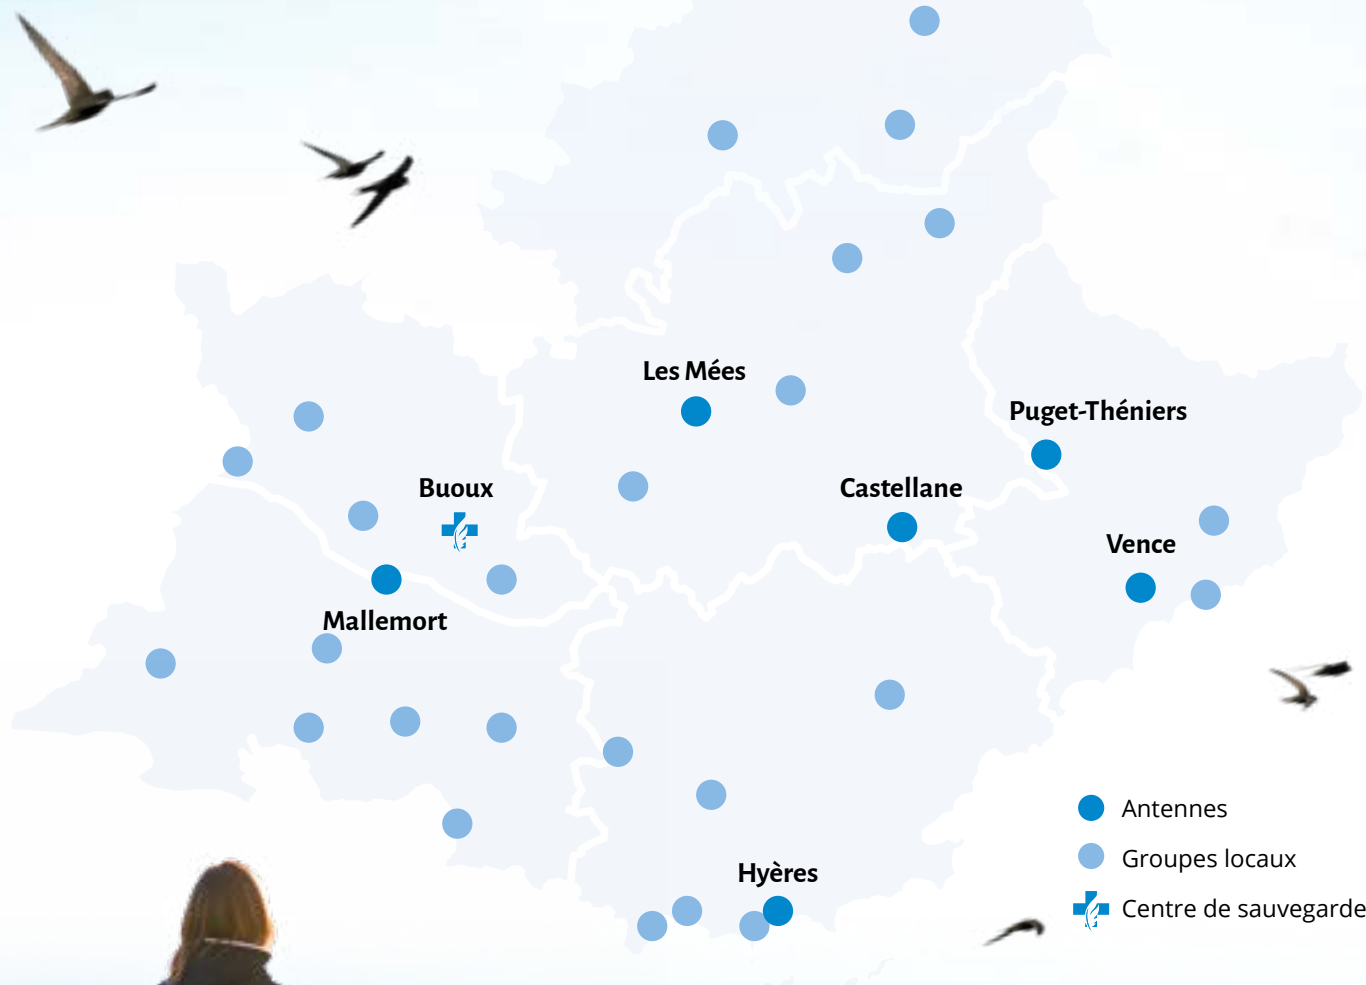 Les Mées
Puget-Théniers
Buoux
Castellane
Vence
Mallemort
Hyères
Antennes
Groupes locaux
Centre de sauvegarde